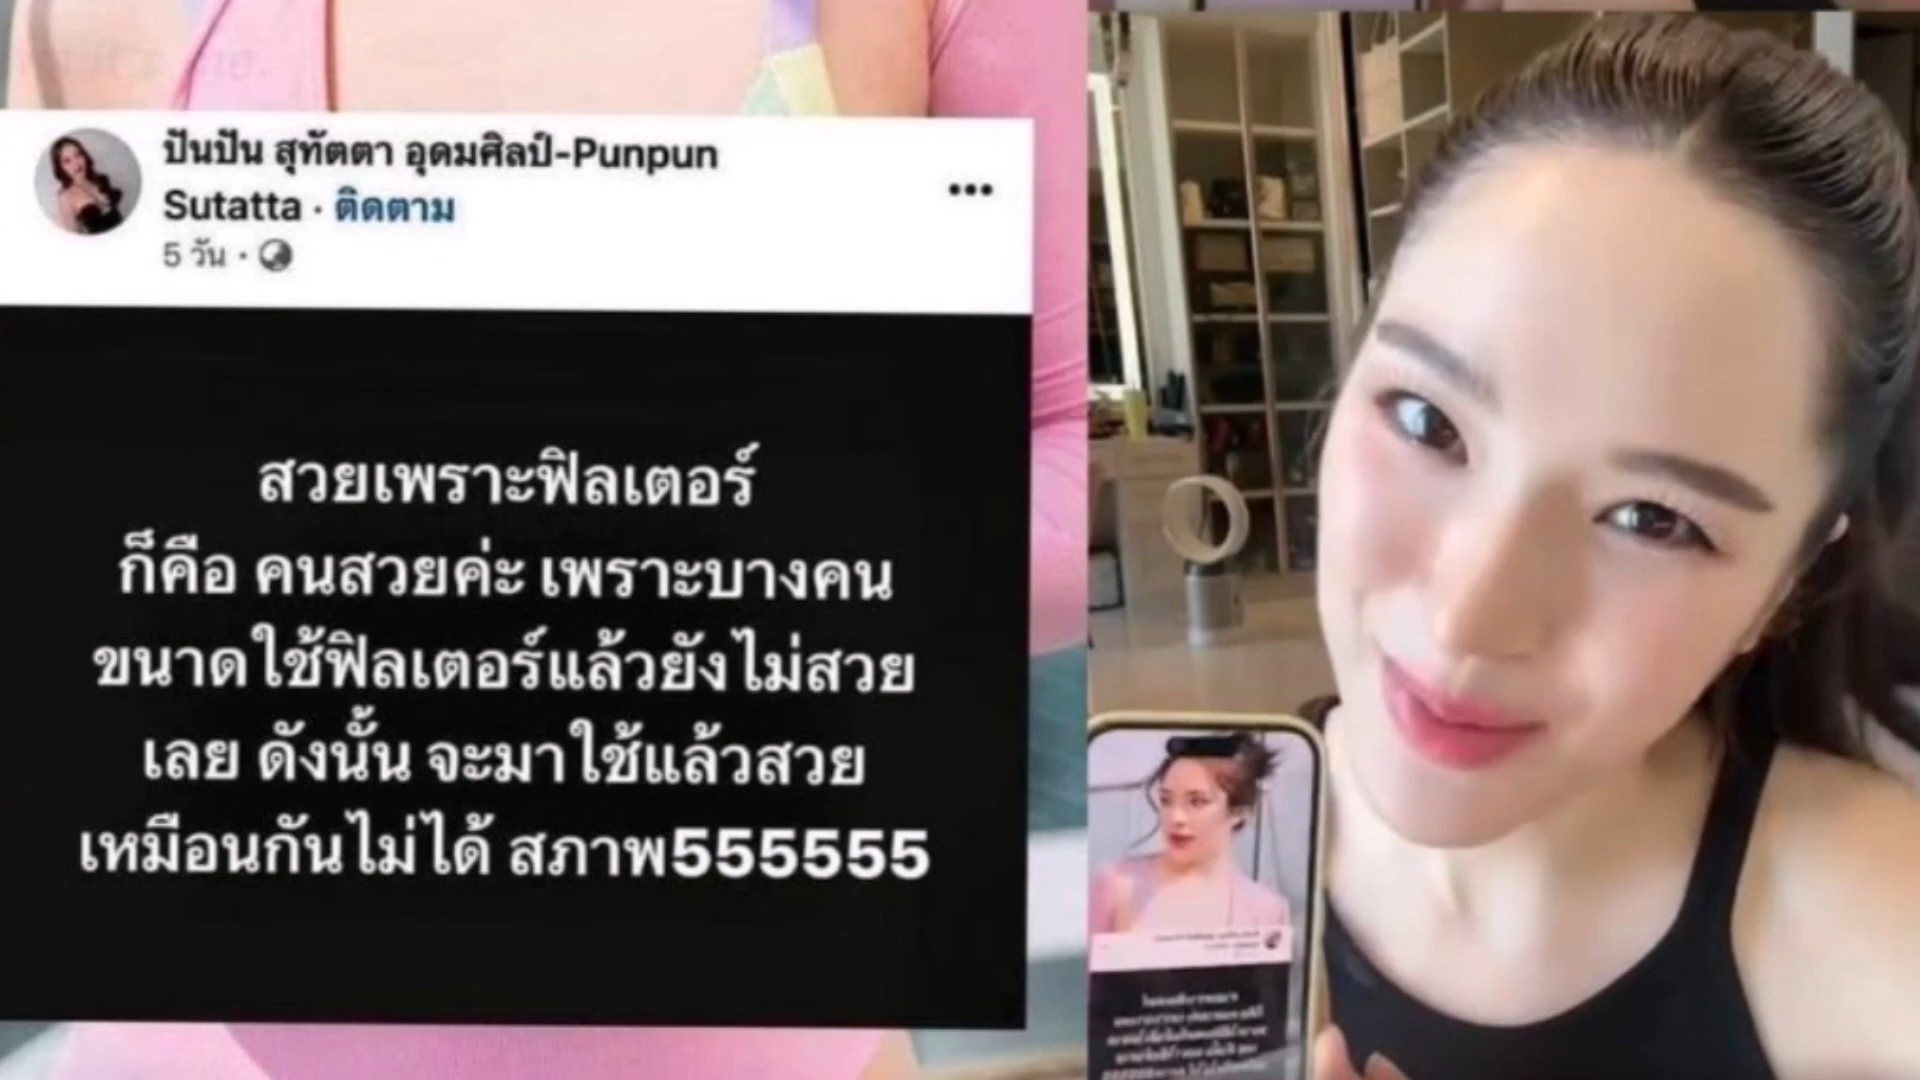 ปันปัน สุทัตตา อุดมศิลป์-Punpun
Sutatta · ติดตาม
5 วัน ·
สวยเพราะฟิลเตอร์
ก็คือ คนสวยค่ะ เพราะบางคน
ขนาดใช้ฟิลเตอร์แล้วยังไม่สวย
เลย ดังนั้น จะมาใช้แล้วสวย
เหมือนกันไม่ได้ สภาพ555555